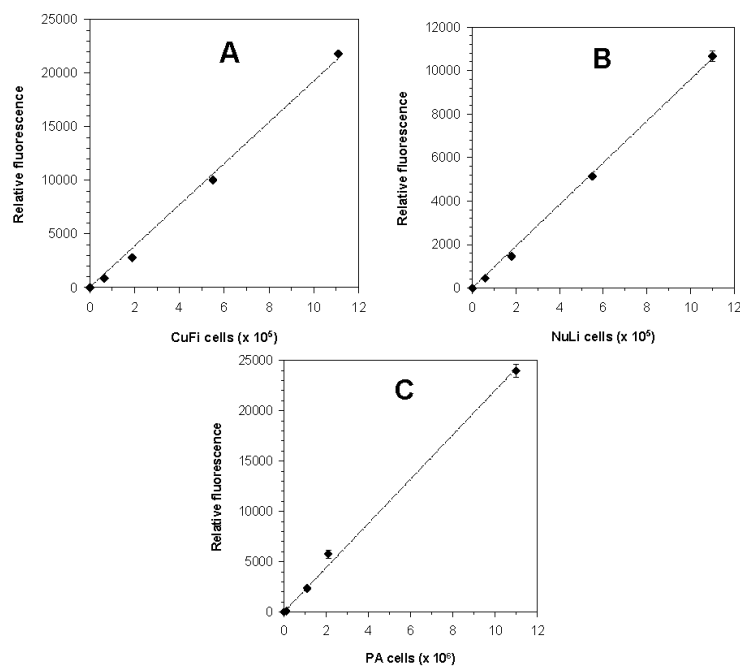 A
Relative fluorescence
25000
20000
15000
10000
5000
0
0 2 4 6 8 10 12
CuFi cells (x 10⁵)
B
Relative fluorescence
12000
10000
8000
6000
4000
2000
0
0 2 4 6 8 10 12
NuLi cells (x 10⁵)
C
Relative fluorescence
25000
20000
15000
10000
5000
0
0 2 4 6 8 10 12
PA cells (x 10⁶)